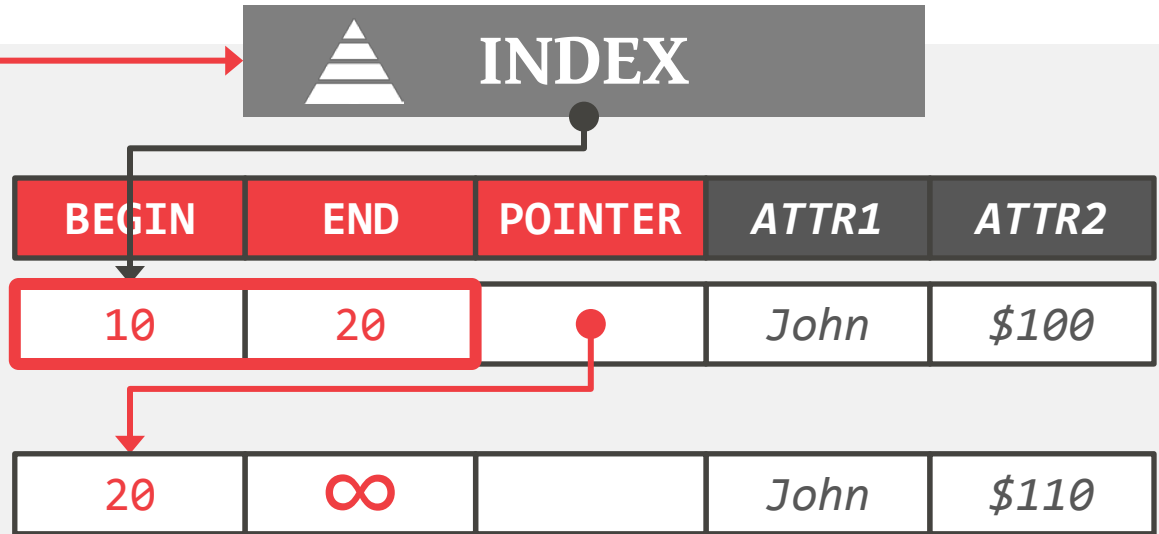 INDEX
BEGIN END POINTER ATTR1 ATTR2
10 20 John $100
20 ∞ John $110